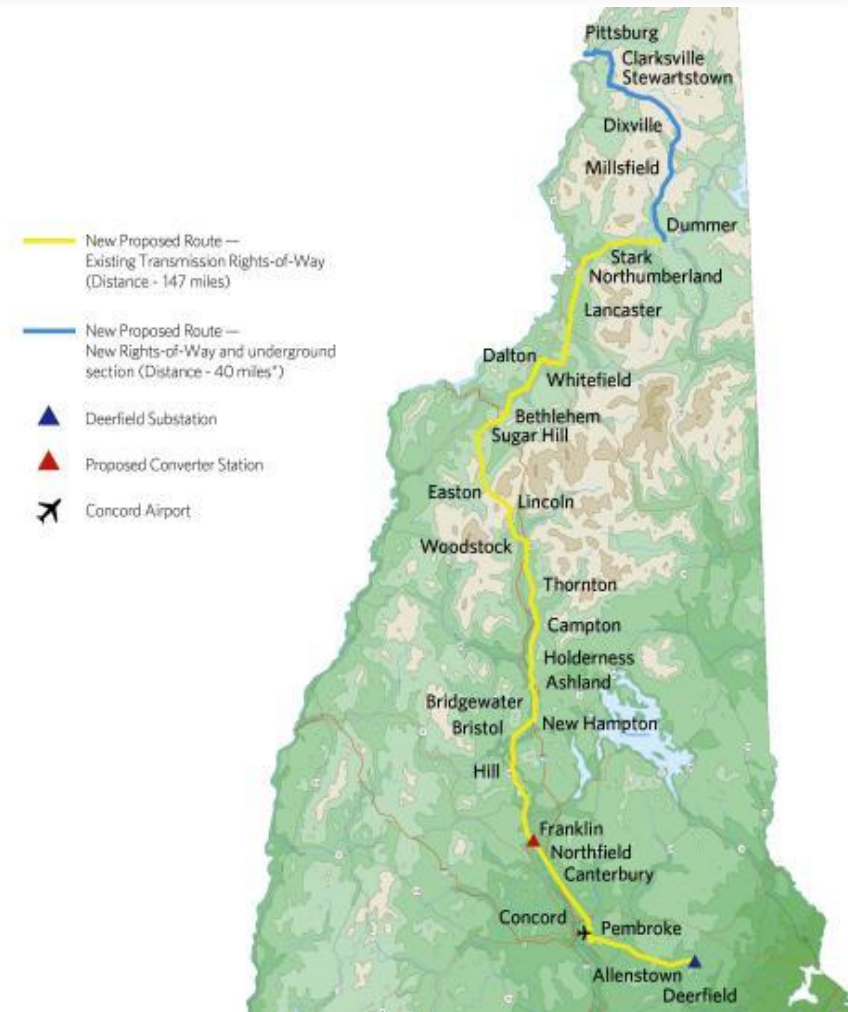 Pittsburg
Clarksville
Stewartstown
Dixville
Millsfield
Dummer
New Proposed Route —
Existing Transmission Rights-of-Way
(Distance - 147 miles)
Stark
Northumberland
Lancaster
New Proposed Route —
New Rights-of-Way and underground
section (Distance - 40 miles*)
Dalton
Whitefield
Deerfield Substation
Bethlehem
Sugar Hill
Proposed Converter Station
Easton
Lincoln
Concord Airport
Woodstock
Thornton
Campton
Holderness
Ashland
Bridgewater
Bristol
New Hampton
Hill
Franklin
Northfield
Canterbury
Concord
Pembroke
Allenstown
Deerfield